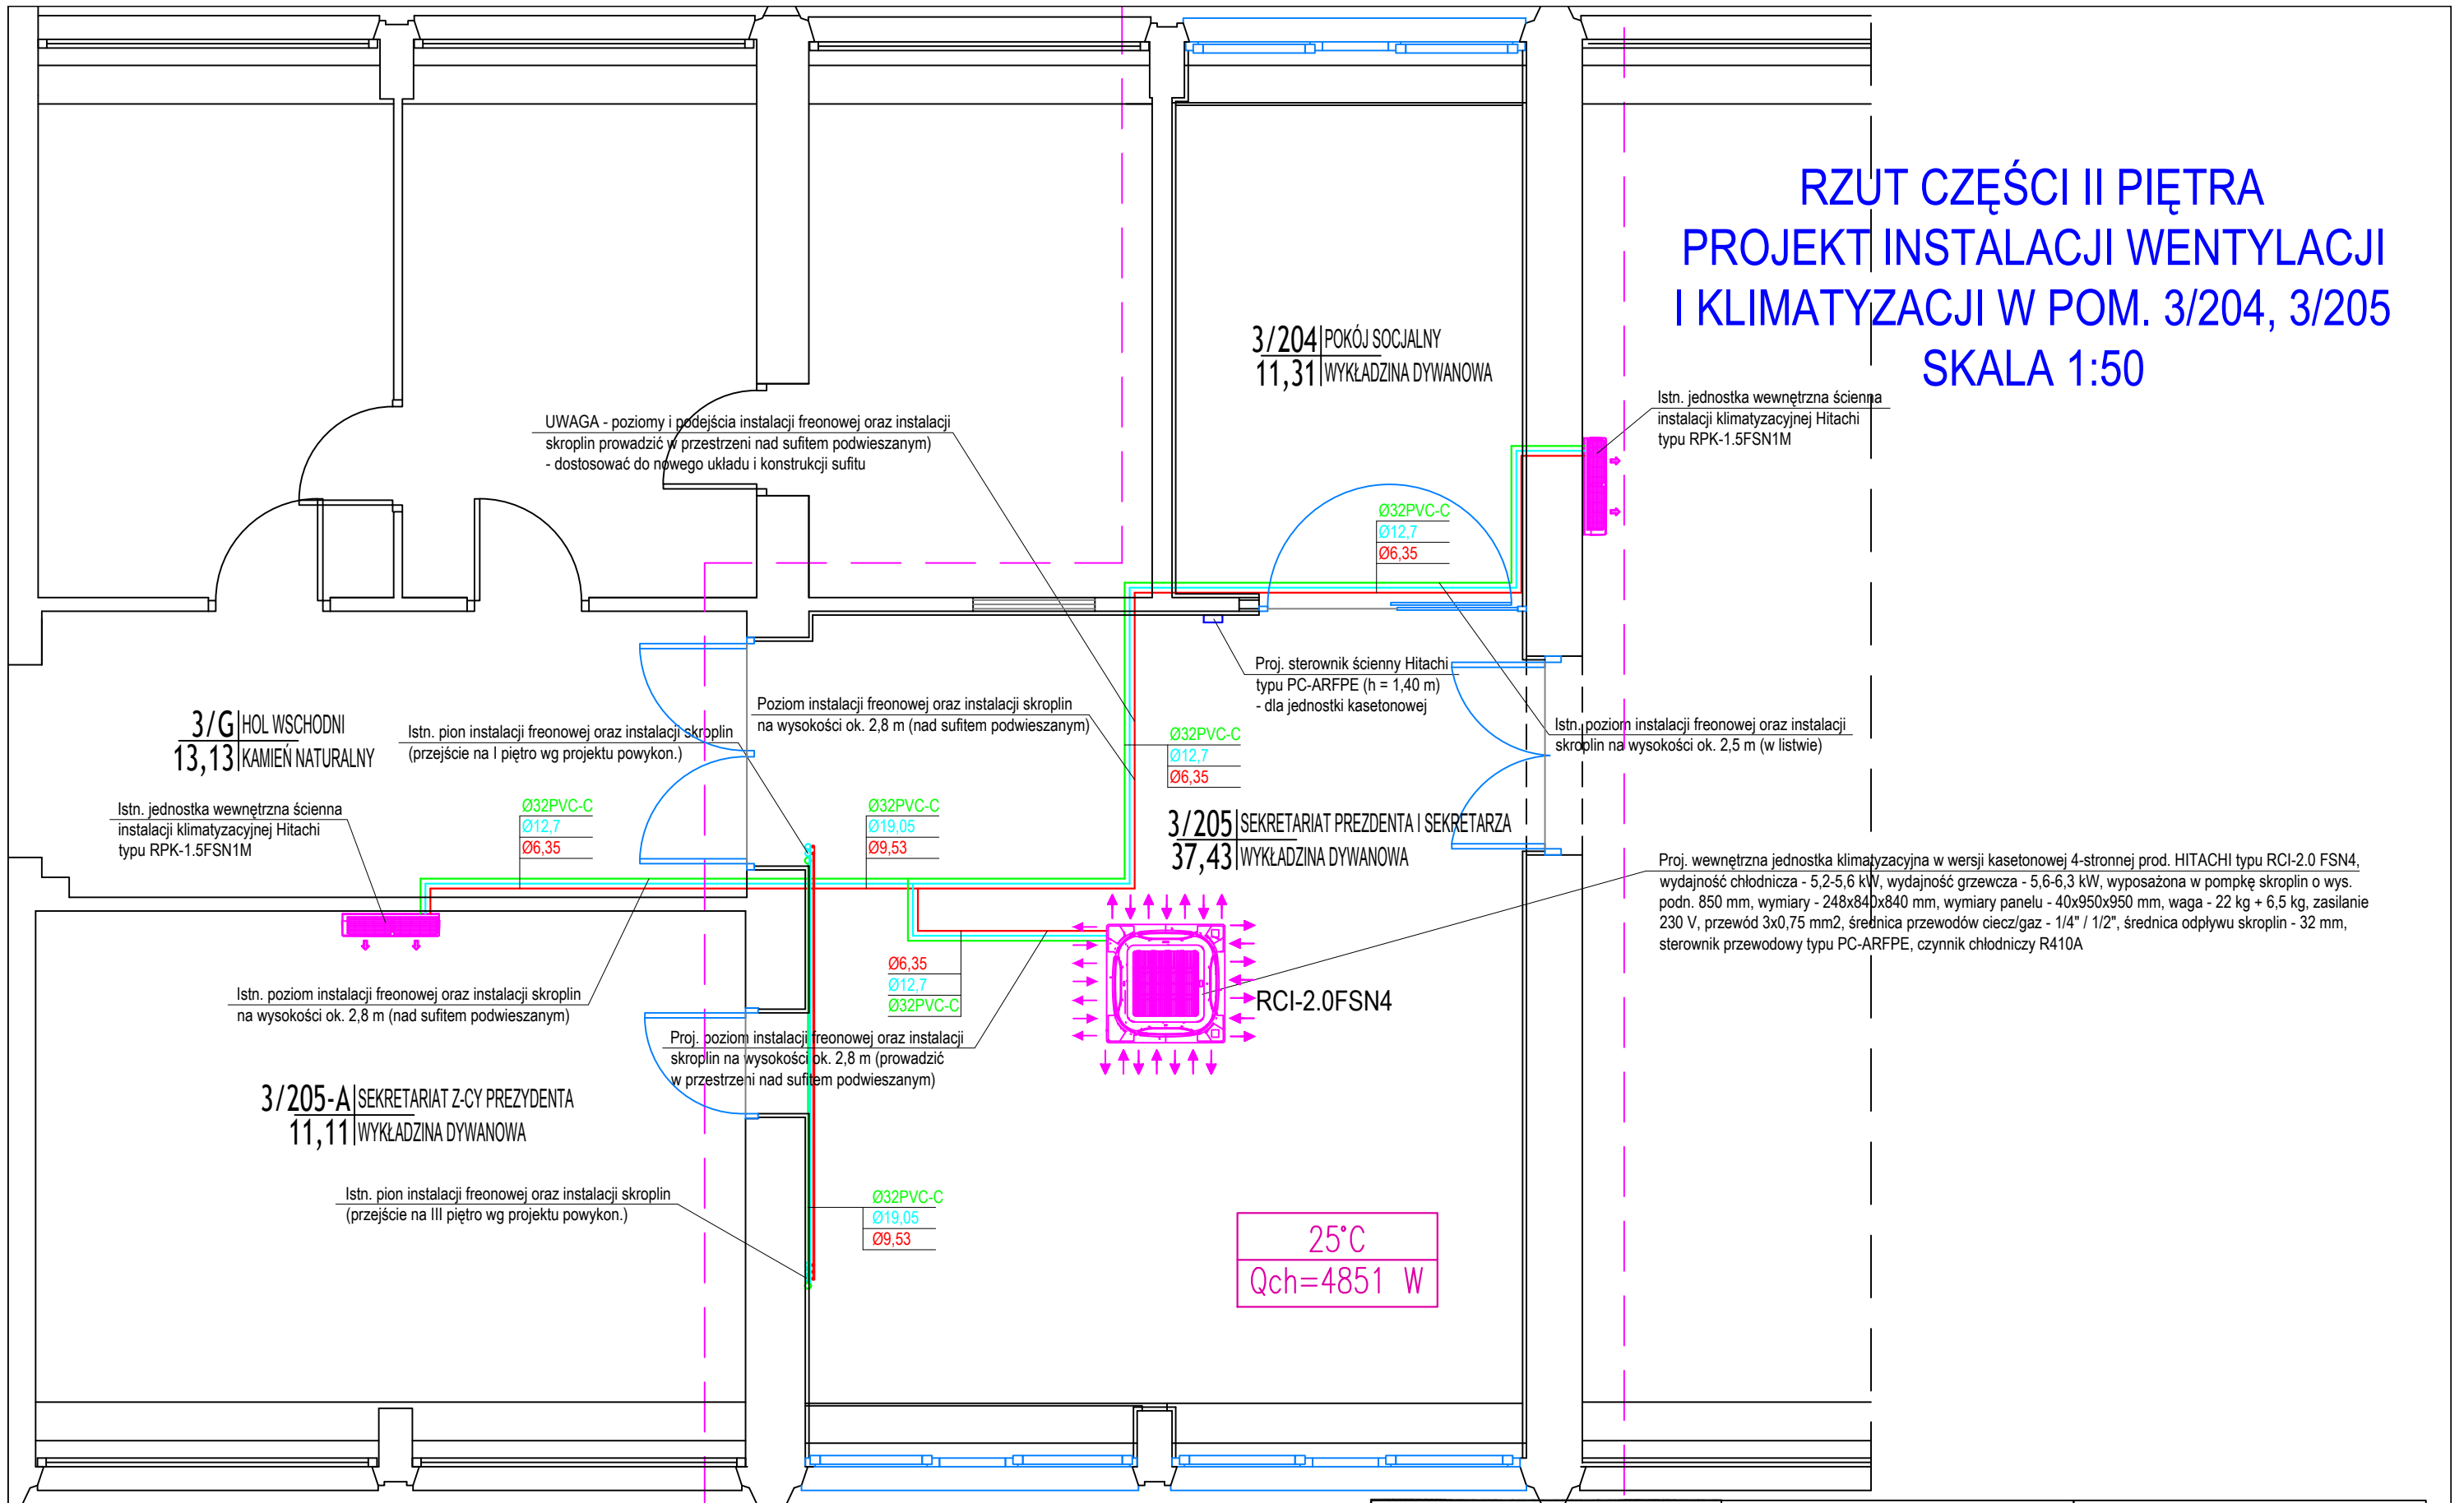 RZUT CZĘŚCI II PIĘTRA
PROJEKT INSTALACJI WENTYLACJI
I KLIMATYZACJI W POM. 3/204, 3/205
SKALA 1:50
3/204 POKÓJ SOCJALNY
11,31 WYKŁADZINA DYWANOWA
Istn. jednostka wewnętrzna ścienna
instalacji klimatyzacyjnej Hitachi
typu RPK-1.5FSN1M
UWAGA - poziomy i podejścia instalacji freonowej oraz instalacji
skroplin prowadzić w przestrzeni nad sufitem podwieszanym)
- dostosować do nowego układu i konstrukcji sufitu
Ø32PVC-C
Ø12,7
Ø6,35
Proj. sterownik ścienny Hitachi
typu PC-ARFPE (h = 1,40 m)
- dla jednostki kasetonowej
Poziom instalacji freonowej oraz instalacji skroplin
na wysokości ok. 2,8 m (nad sufitem podwieszanym)
3/G HOL WSCHODNI
13,13 KAMIEŃ NATURALNY
Istn. pion instalacji freonowej oraz instalacji skroplin
(przejście na I piętro wg projektu powykon.)
Ø32PVC-C
Ø12,7
Ø6,35
Istn. poziom instalacji freonowej oraz instalacji
skroplin na wysokości ok. 2,5 m (w listwie)
Istn. jednostka wewnętrzna ścienna
instalacji klimatyzacyjnej Hitachi
typu RPK-1.5FSN1M
Ø32PVC-C
Ø12,7
Ø6,35
Ø32PVC-C
Ø19,05
Ø9,53
3/205 SEKRETARIAT PREZDENTA I SEKRETARZA
37,43 WYKŁADZINA DYWANOWA
Proj. wewnętrzna jednostka klimatyzacyjna w wersji kasetonowej 4-stronnej prod. HITACHI typu RCI-2.0 FSN4,
wydajność chłodnicza - 5,2-5,6 kW, wydajność grzewcza - 5,6-6,3 kW, wyposażona w pompkę skroplin o wys.
podn. 850 mm, wymiary - 248x840x840 mm, wymiary panelu - 40x950x950 mm, waga - 22 kg + 6,5 kg, zasilanie
230 V, przewód 3x0,75 mm2, średnica przewodów ciecz/gaz - 1/4" / 1/2", średnica odpływu skroplin - 32 mm,
sterownik przewodowy typu PC-ARFPE, czynnik chłodniczy R410A
Ø6,35
Ø12,7
Ø32PVC-C
RCI-2.0FSN4
Istn. poziom instalacji freonowej oraz instalacji skroplin
na wysokości ok. 2,8 m (nad sufitem podwieszanym)
Proj. poziom instalacji freonowej oraz instalacji
skroplin na wysokości ok. 2,8 m (prowadzić
w przestrzeni nad sufitem podwieszanym)
3/205-A SEKRETARIAT Z-CY PREZYDENTA
11,11 WYKŁADZINA DYWANOWA
Istn. pion instalacji freonowej oraz instalacji skroplin
(przejście na III piętro wg projektu powykon.)
Ø32PVC-C
Ø19,05
Ø9,53
25°C
Qch=4851 W